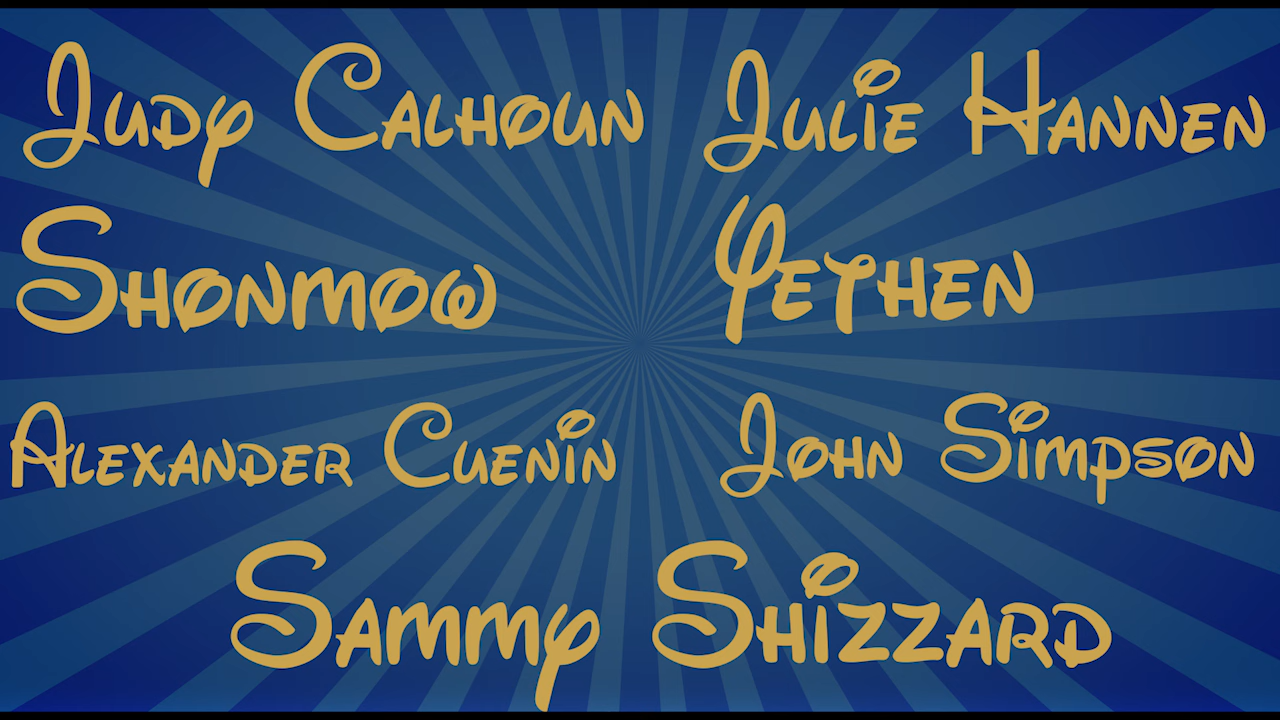 Judy Calhoun
Julie Hannen
Shonmow
Yethen
Alexander Cuenin
John Simpson
Sammy Shizzard